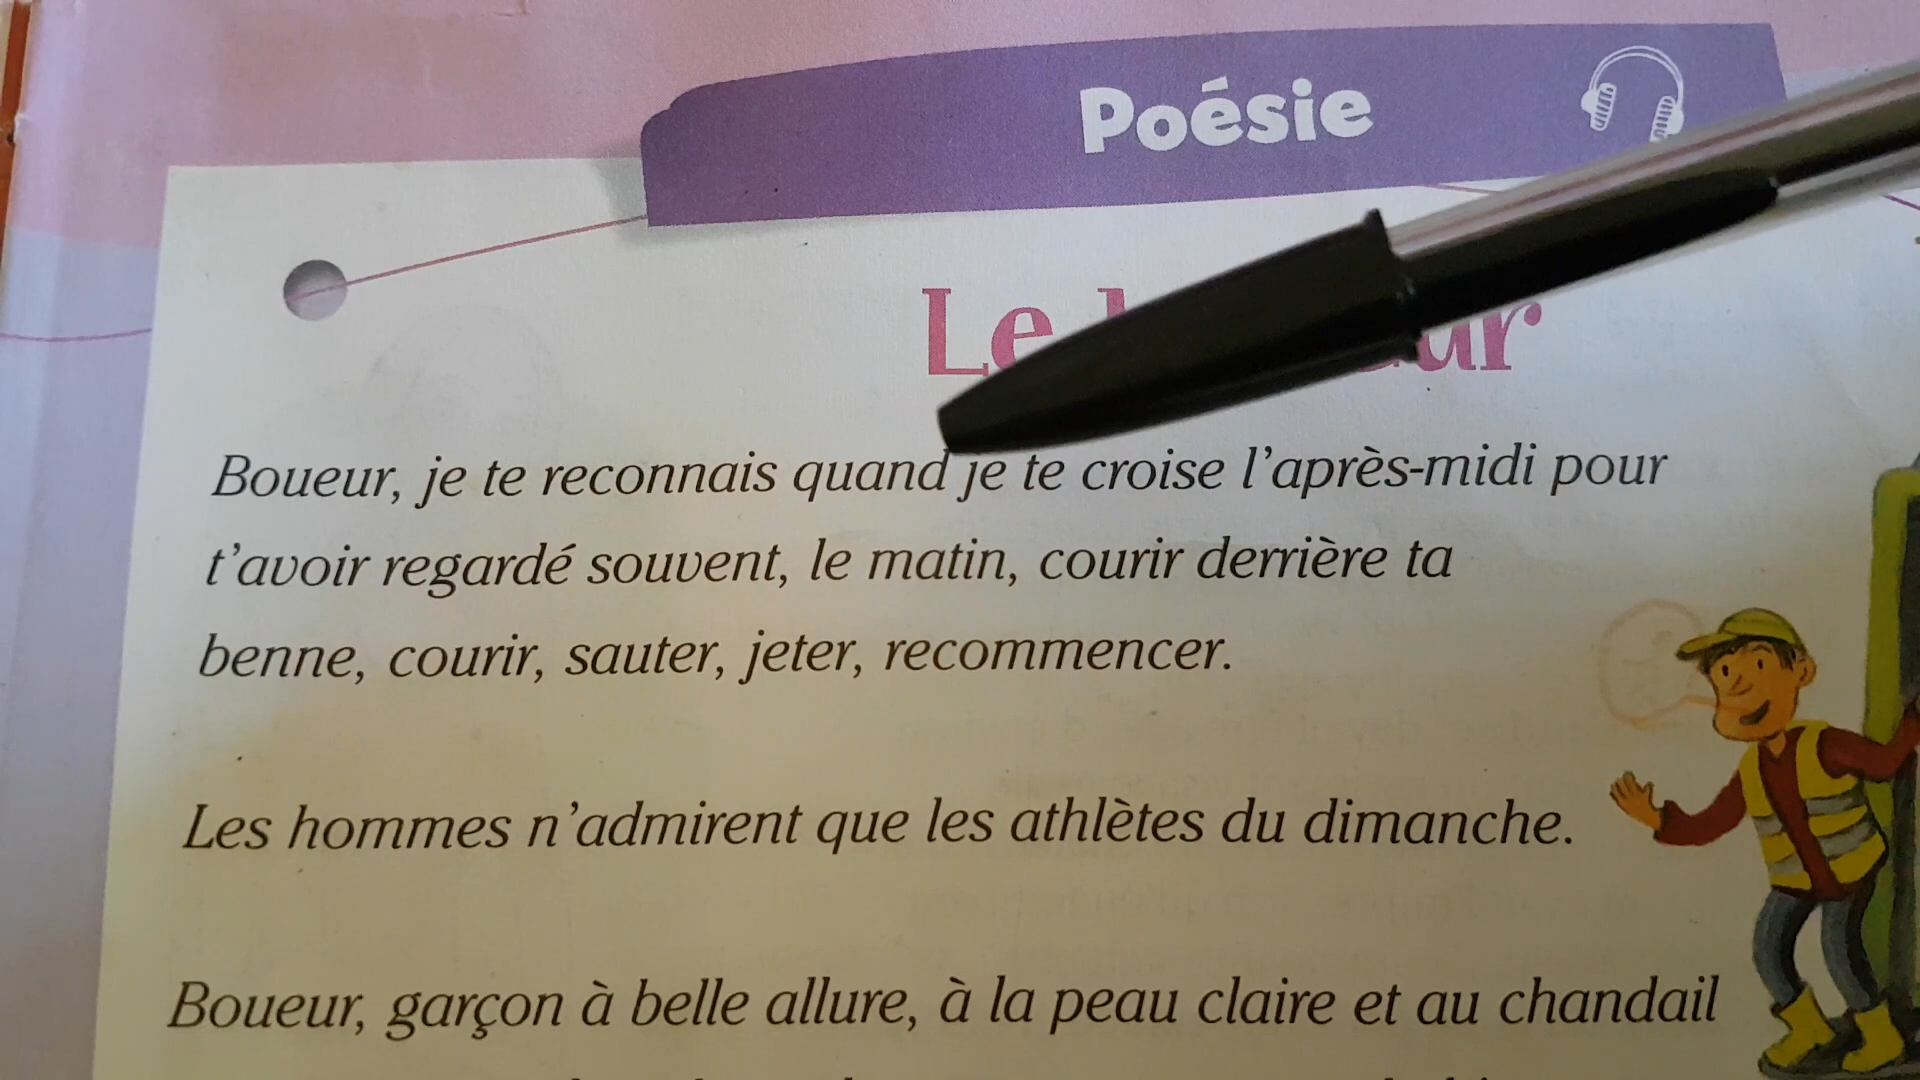 Poésie
Le
Boueur, je te reconnais quand je te croise l'après-midi pour
t'avoir regardé souvent, le matin, courir derrière ta
benne, courir, sauter, jeter, recommencer.
Les hommes n'admirent que les athlètes du dimanche.
Boueur, garçon à belle allure, à la peau claire et au chandail